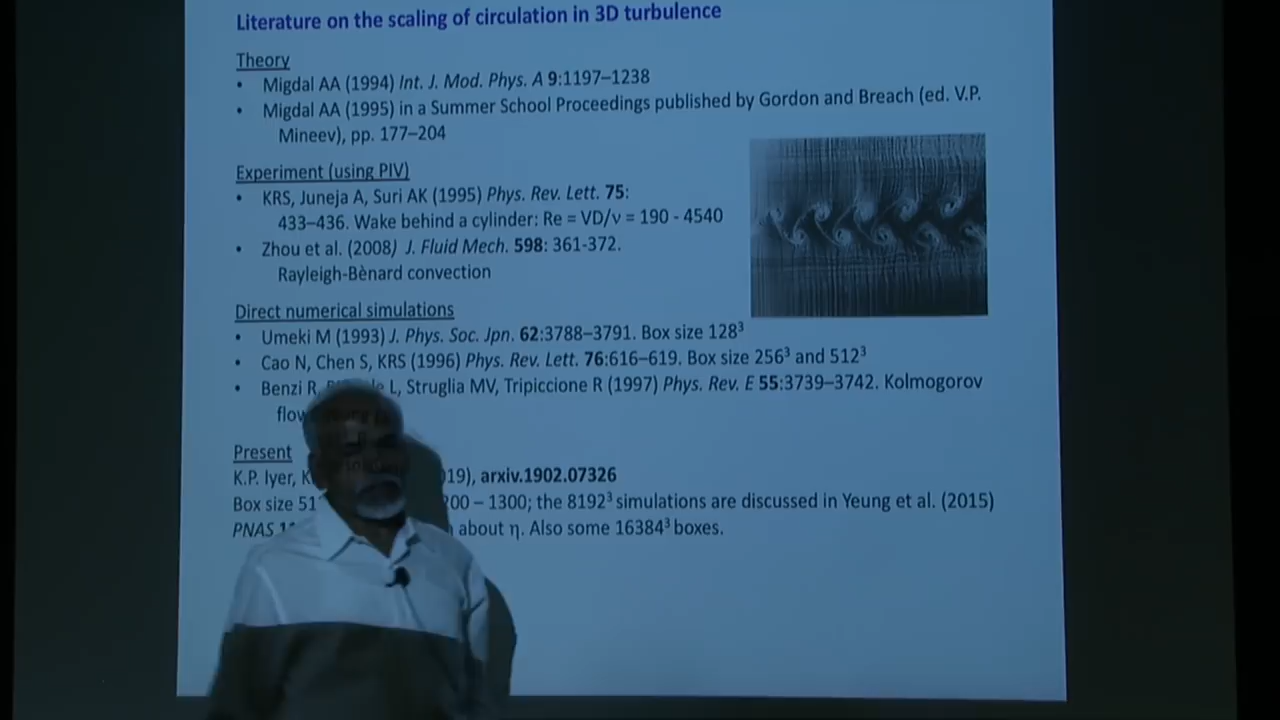 Literature on the scaling of circulation in 3D turbulence
Theory
• Migdal AA (1994) Int. J. Mod. Phys. A 9:1197–1238
• Migdal AA (1995) in a Summer School Proceedings published by Gordon and Breach (ed. V.P.
Mineev), pp. 177–204
Experiment (using PIV)
• KRS, Juneja A, Suri AK (1995) Phys. Rev. Lett. 75:
433–436. Wake behind a cylinder: Re = VD/ν = 190 - 4540
• Zhou et al. (2008) J. Fluid Mech. 598: 361-372.
Rayleigh-Bènard convection
Direct numerical simulations
• Umeki M (1993) J. Phys. Soc. Jpn. 62:3788–3791. Box size 128³
• Cao N, Chen S, KRS (1996) Phys. Rev. Lett. 76:616–619. Box size 256³ and 512³
• Benzi R, L, Struglia MV, Tripiccione R (1997) Phys. Rev. E 55:3739–3742. Kolmogorov
flow
Present
K.P. Iyer, 19), arxiv.1902.07326
Box size 51 00 – 1300; the 8192³ simulations are discussed in Yeung et al. (2015)
PNAS about η. Also some 16384³ boxes.